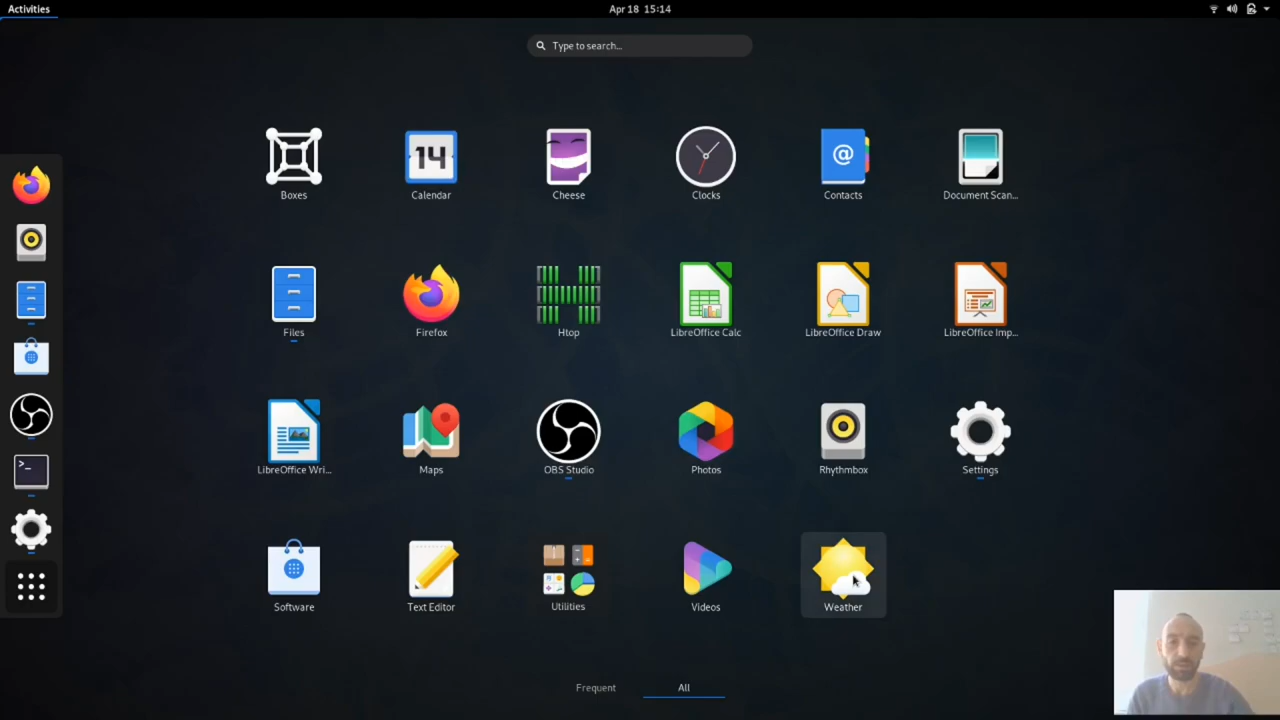 Activities
Apr 18 15:14
Type to search...
14
@
Boxes
Calendar
Cheese
Clocks
Contacts
Document Scan...
Files
Firefox
Htop
LibreOffice Calc
LibreOffice Draw
LibreOffice Imp...
LibreOffice Wri...
Maps
OBS Studio
Photos
Rhythmbox
Settings
>_
Software
Text Editor
Utilities
Videos
Weather
Frequent
All